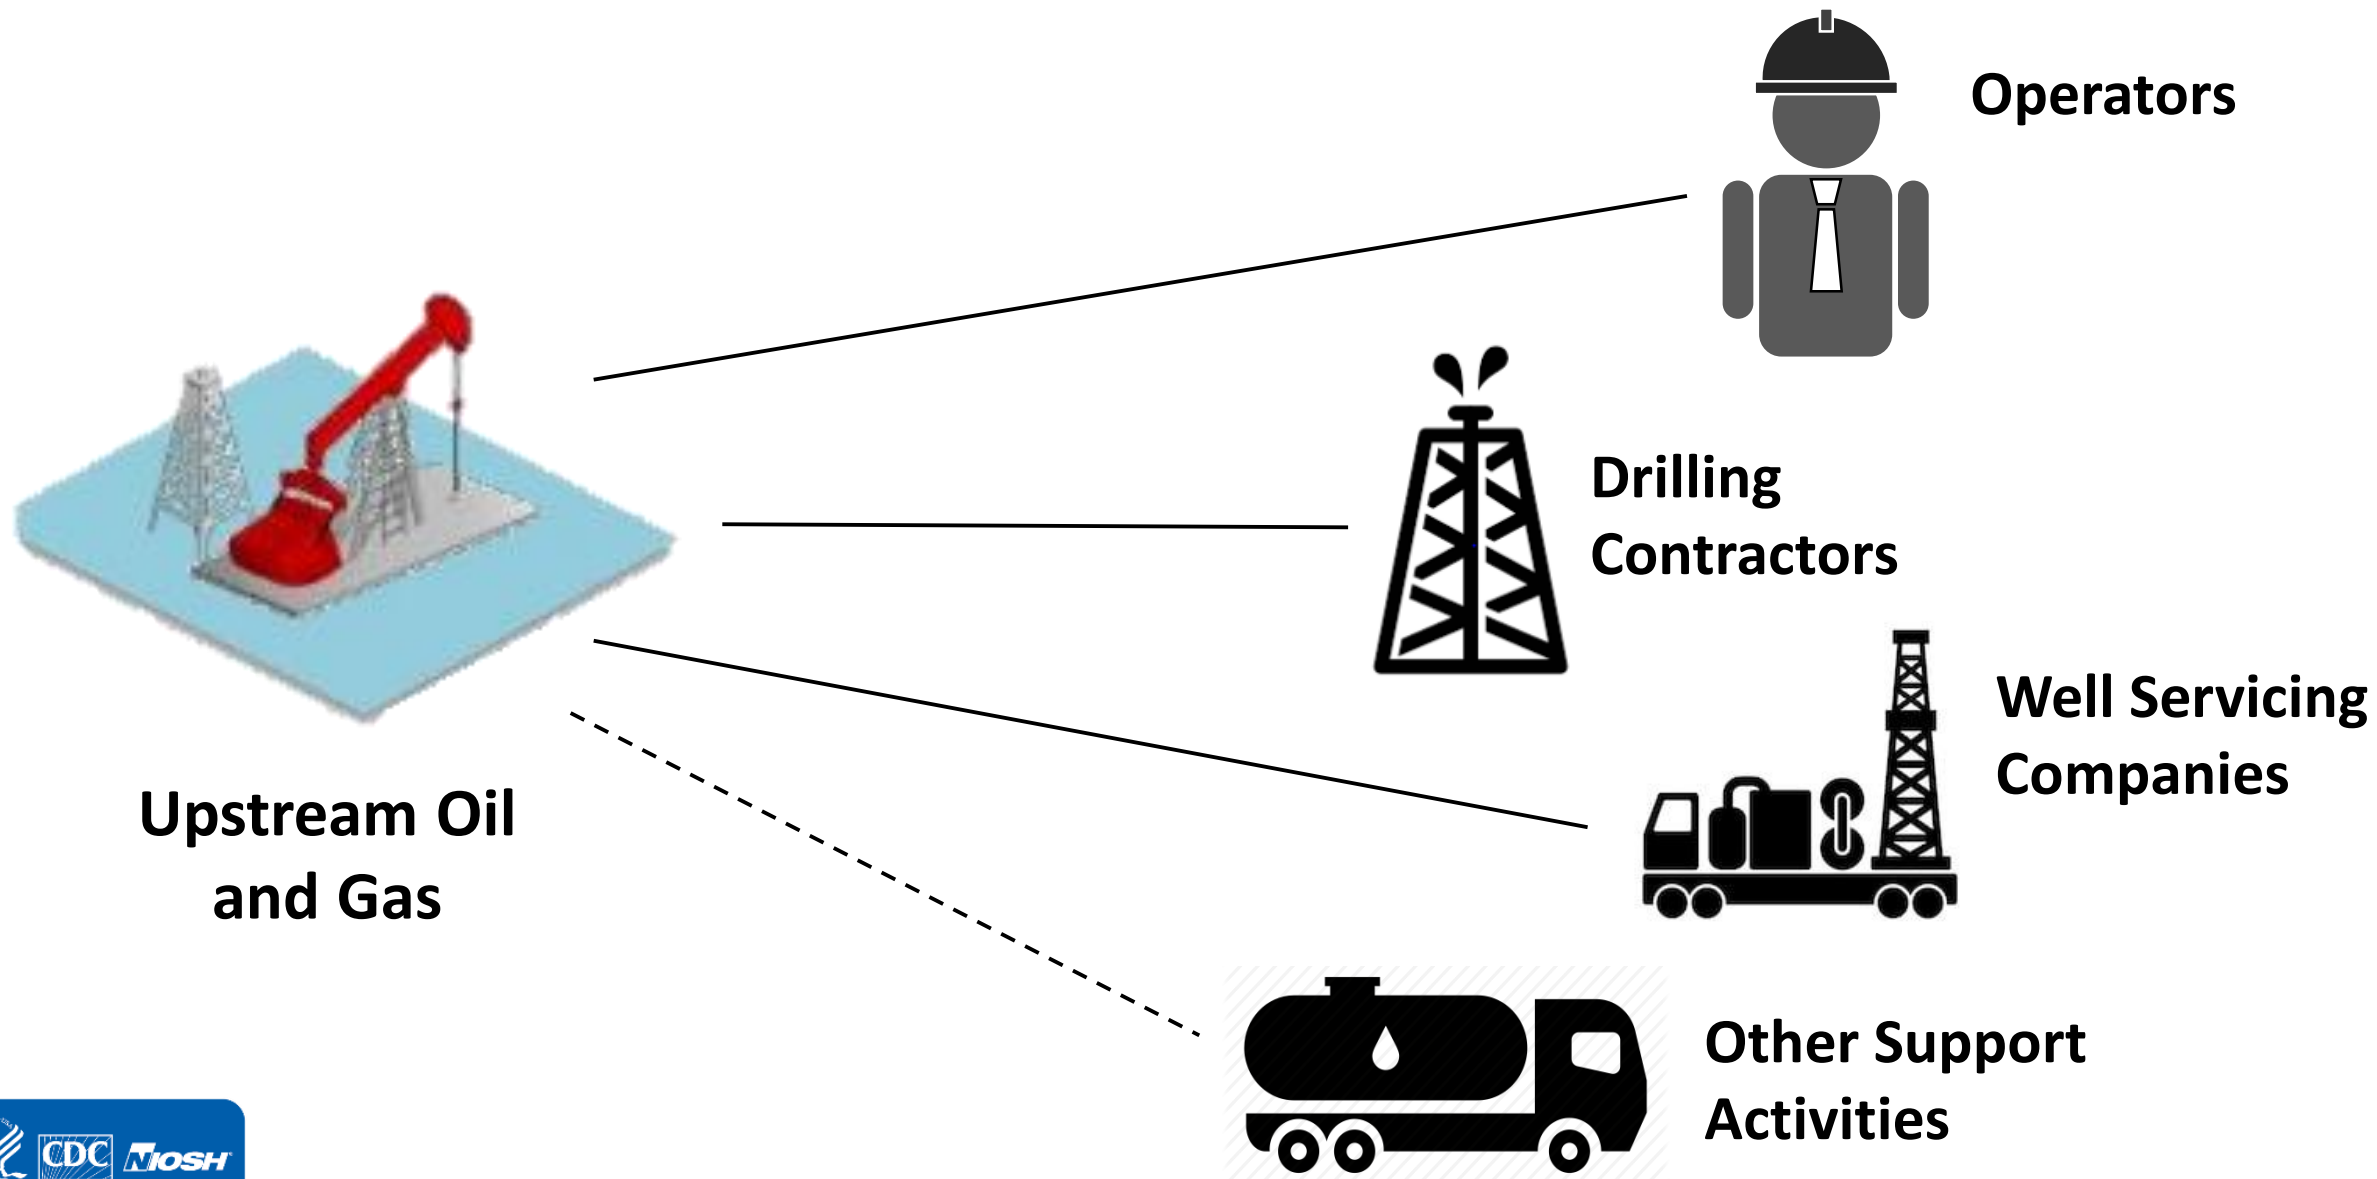 Operators
Drilling
Contractors
Well Servicing
Companies
Upstream Oil
and Gas
Other Support
Activities
CDC NIOSH